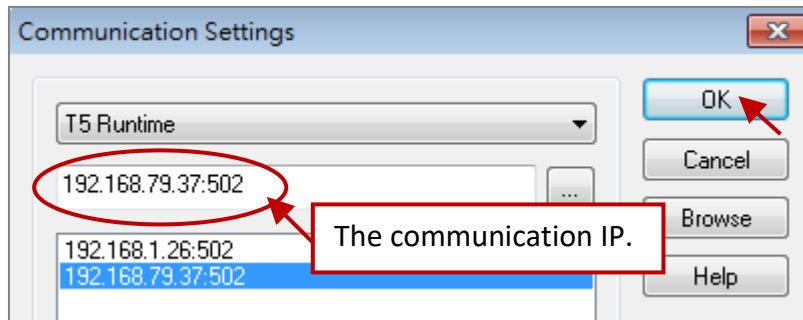 Communication Settings
T5 Runtime
OK
192.168.79.37:502
...
Cancel
The communication IP.
Browse
192.168.1.26:502
192.168.79.37:502
Help